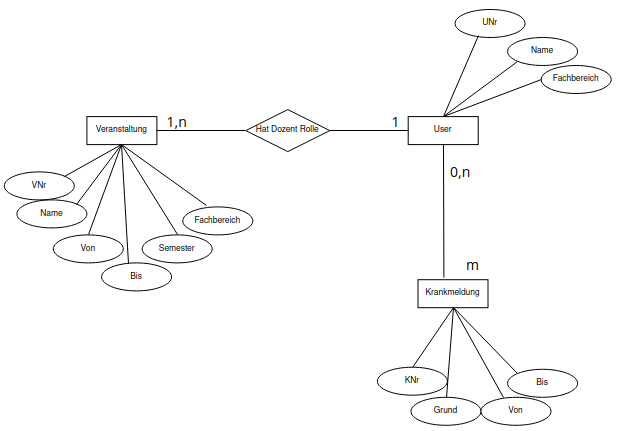 UNr
Name
Fachbereich
Veranstaltung
1,n
Hat Dozent Rolle
1
User
0,n
VNr
Name
Von
Bis
Semester
Fachbereich
m
Krankmeldung
KNr
Grund
Von
Bis